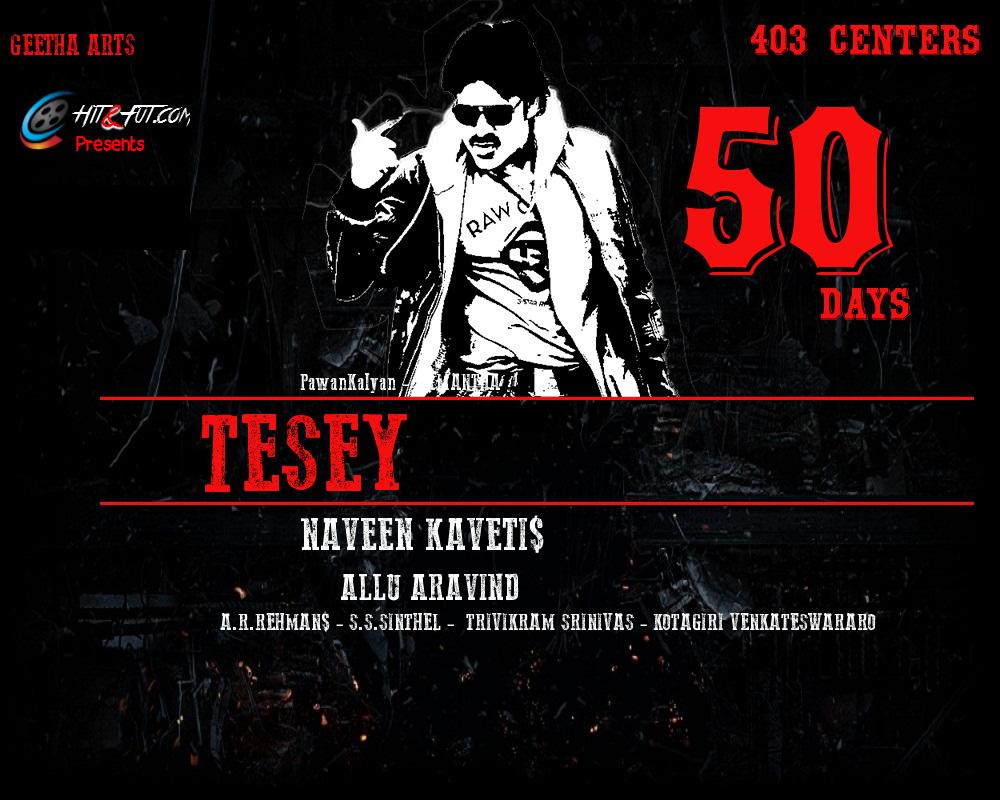 GEETHA ARTS
403 CENTERS
HIT&FUT.COM
Presents
50
DAYS
RAW
PawanKalyan -
TESEY
NAVEEN KAVETI$
ALLU ARAVIND
A.R.REHMAN$ - S.S.SINTHEL - TRIVIKRAM SRINIVAS - KOTAGIRI VENKATESWARARO